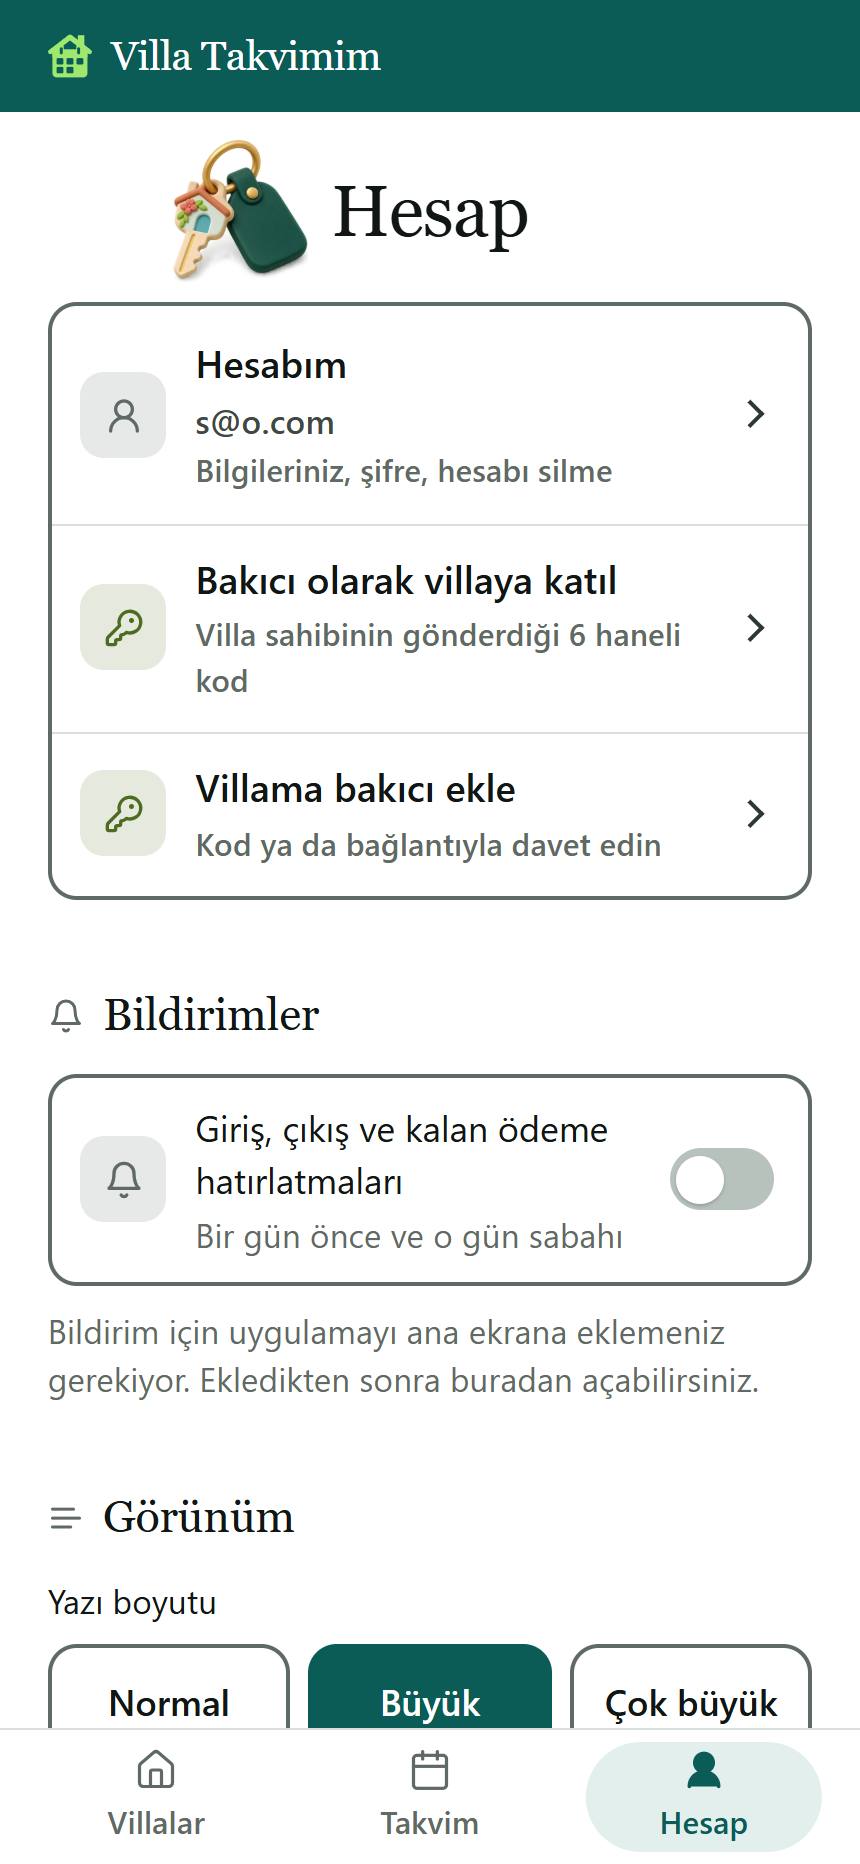 Villa Takvimim
Hesap
Hesabım
s@o.com
Bilgileriniz, şifre, hesabı silme
Bakıcı olarak villaya katıl
Villa sahibinin gönderdiği 6 haneli
kod
Villama bakıcı ekle
Kod ya da bağlantıyla davet edin
Bildirimler
Giriş, çıkış ve kalan ödeme
hatırlatmaları
Bir gün önce ve o gün sabahı
Bildirim için uygulamayı ana ekrana eklemeniz
gerekiyor. Ekledikten sonra buradan açabilirsiniz.
Görünüm
Yazı boyutu
Normal
Büyük
Çok büyük
Villalar
Takvim
Hesap